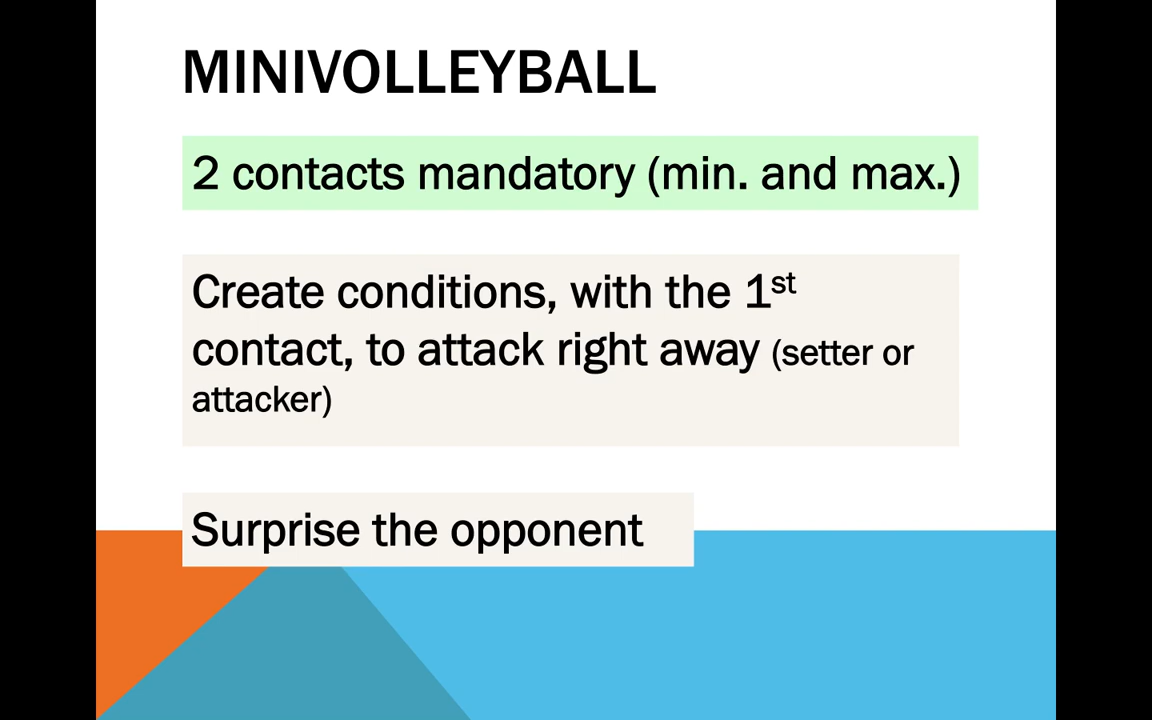 MINIVOLLEYBALL
2 contacts mandatory (min. and max.)
Create conditions, with the 1st
contact, to attack right away (setter or
attacker)
Surprise the opponent